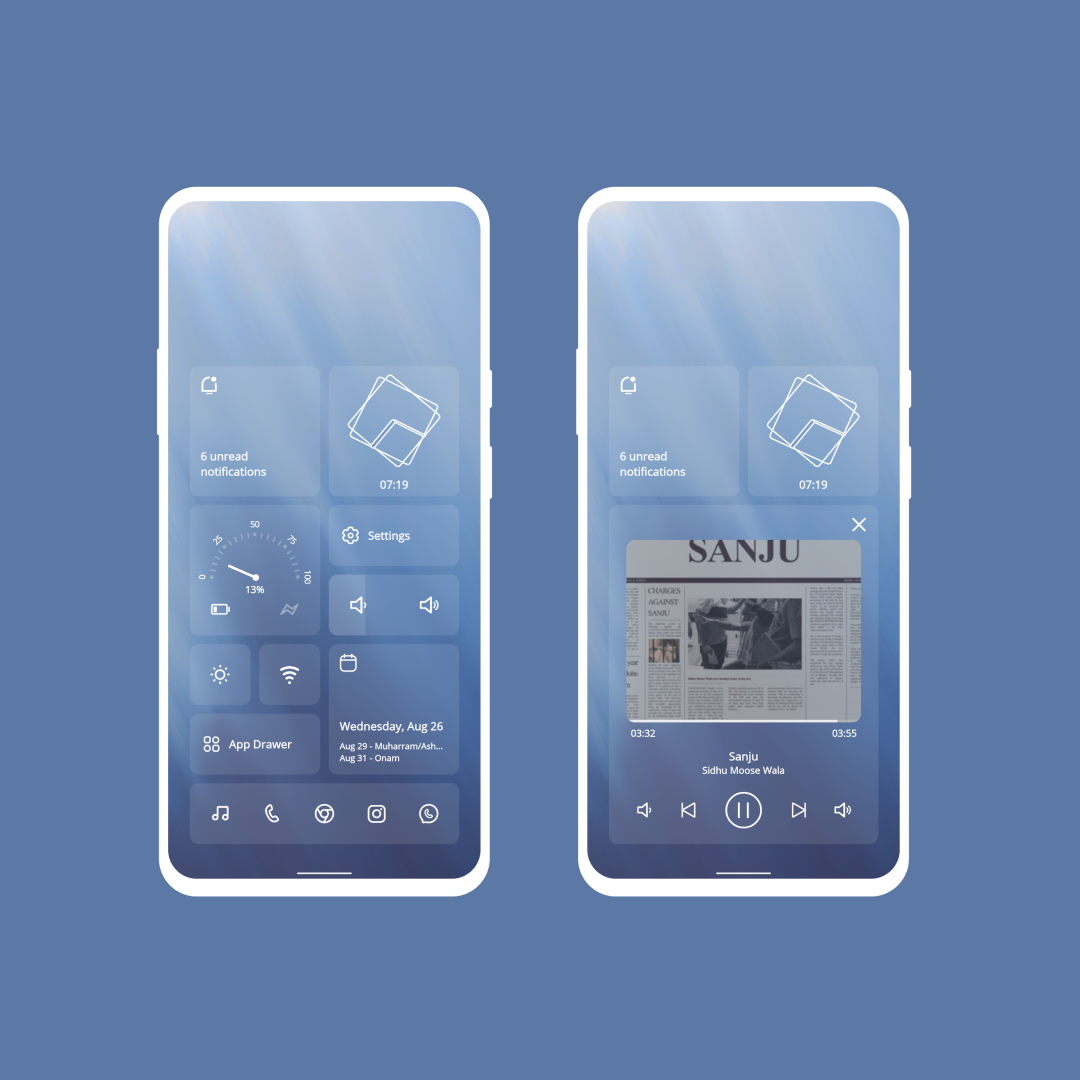 6 unread
notifications
07:19
0
25
50
75
100
13%
Settings
Wednesday, Aug 26
Aug 29 - Muharram/Ash...
Aug 31 - Onam
App Drawer
6 unread
notifications
07:19
SANJU
CHARGES
AGAINST
SANJU
03:32
03:55
Sanju
Sidhu Moose Wala